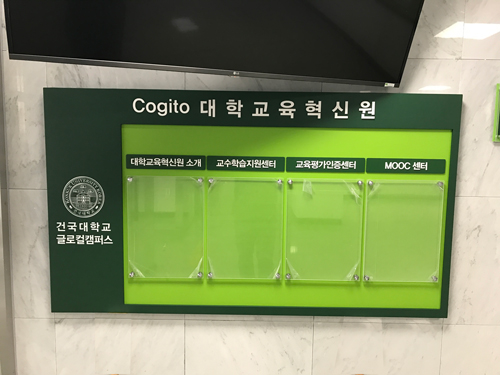 LG
Cogito 대학교육혁신원
대학교육혁신원 소개
교수학습지원센터
교육평가인증센터
MOOC 센터
건국대학교
글로컬캠퍼스